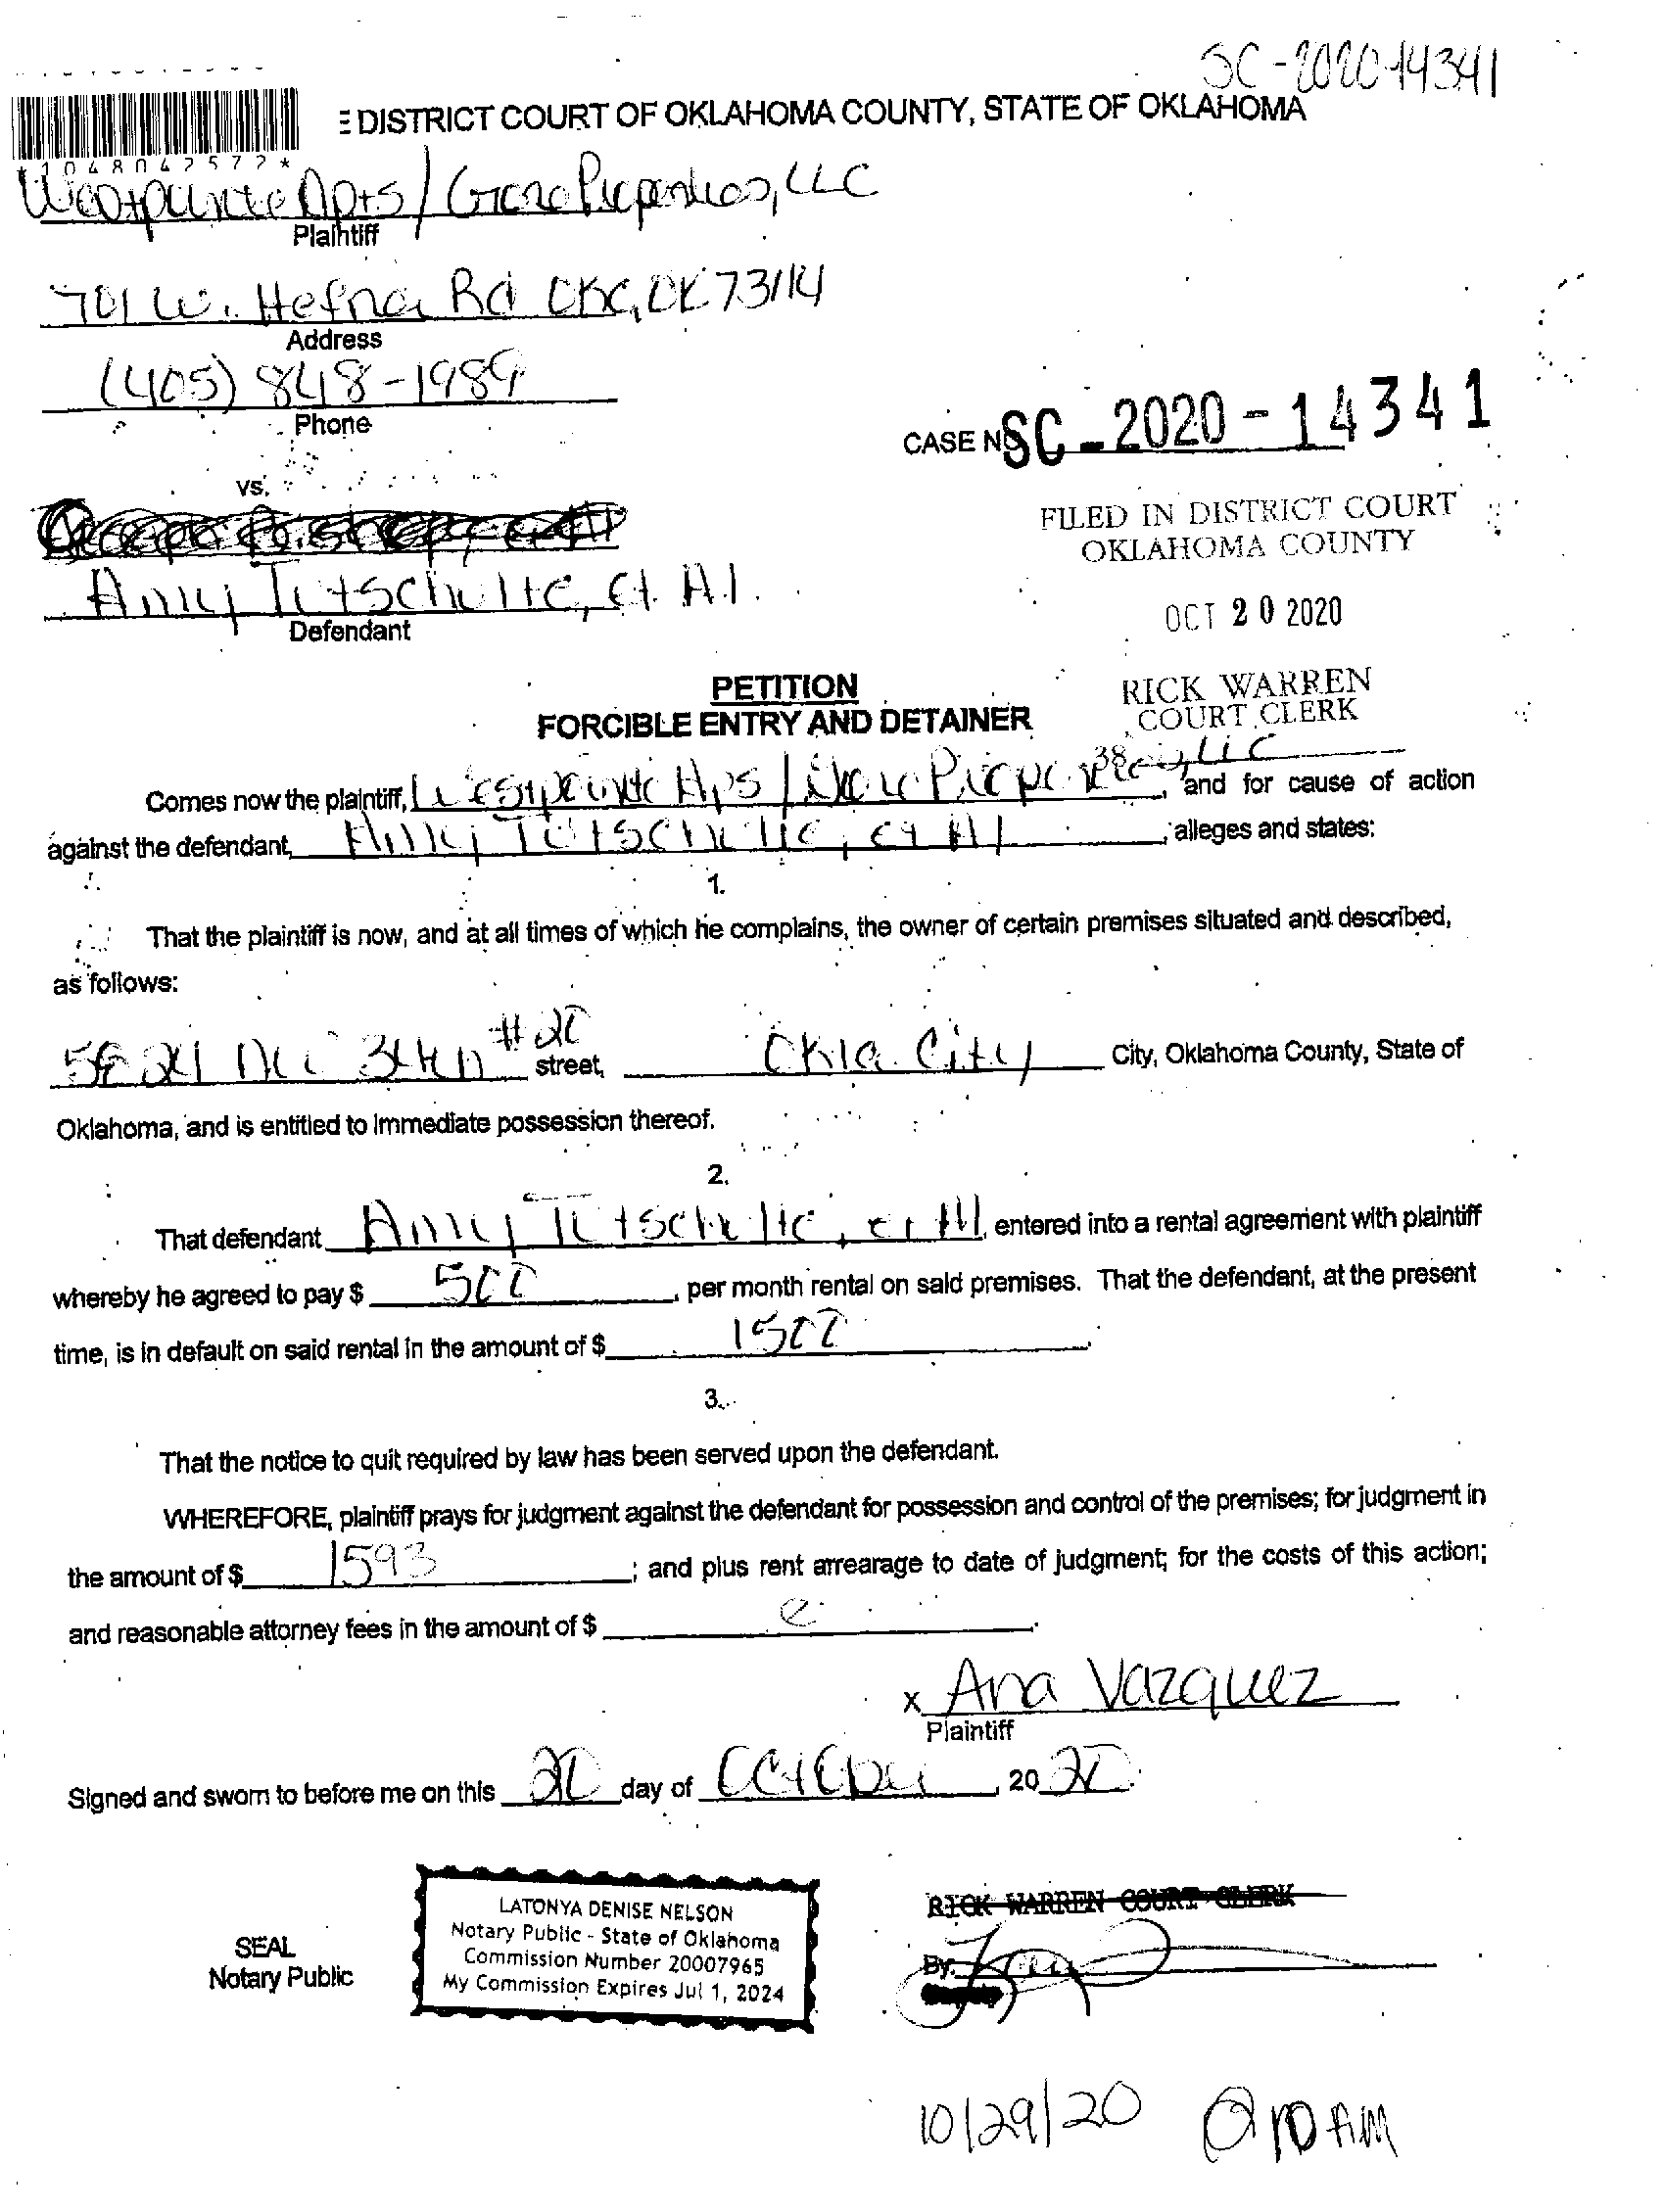 SC-2020-14341
E DISTRICT COURT OF OKLAHOMA COUNTY, STATE OF OKLAHOMA
*1048042572*
Westpointe Apts / Properties, LLC
Plaintiff
701 W. Hefner Rd OKC, OK 73114
Address
(405) 848-1989
Phone
CASE NO SC-2020-14341
vs.
FILED IN DISTRICT COURT
OKLAHOMA COUNTY
Amy et Al.
Defendant
OCT 20 2020
PETITION
RICK WARREN
COURT CLERK
FORCIBLE ENTRY AND DETAINER
38
Comes now the plaintiff, Westpointe Apts / Properties, LLC, and for cause of action
against the defendant, Amy et Al, alleges and states:
1.
That the plaintiff is now, and at all times of which he complains, the owner of certain premises situated and described,
as follows:
NW 34th #20 street, Okla. City City, Oklahoma County, State of
Oklahoma, and is entitled to immediate possession thereof.
2.
That defendant Amy et Al, entered into a rental agreement with plaintiff
whereby he agreed to pay $ 500, per month rental on said premises. That the defendant, at the present
time, is in default on said rental in the amount of $ 1500.
3.
That the notice to quit required by law has been served upon the defendant.
WHEREFORE, plaintiff prays for judgment against the defendant for possession and control of the premises; for judgment in
the amount of $ 1593; and plus rent arrearage to date of judgment; for the costs of this action;
and reasonable attorney fees in the amount of $
x Ana Vazquez
Plaintiff
Signed and sworn to before me on this 20 day of October, 2020
LATONYA DENISE NELSON
Notary Public - State of Oklahoma
Commission Number 20007965
My Commission Expires Jul 1, 2024
SEAL
Notary Public
RICK WARREN COURT CLERK
By:
10/29/20 @ 10 AM